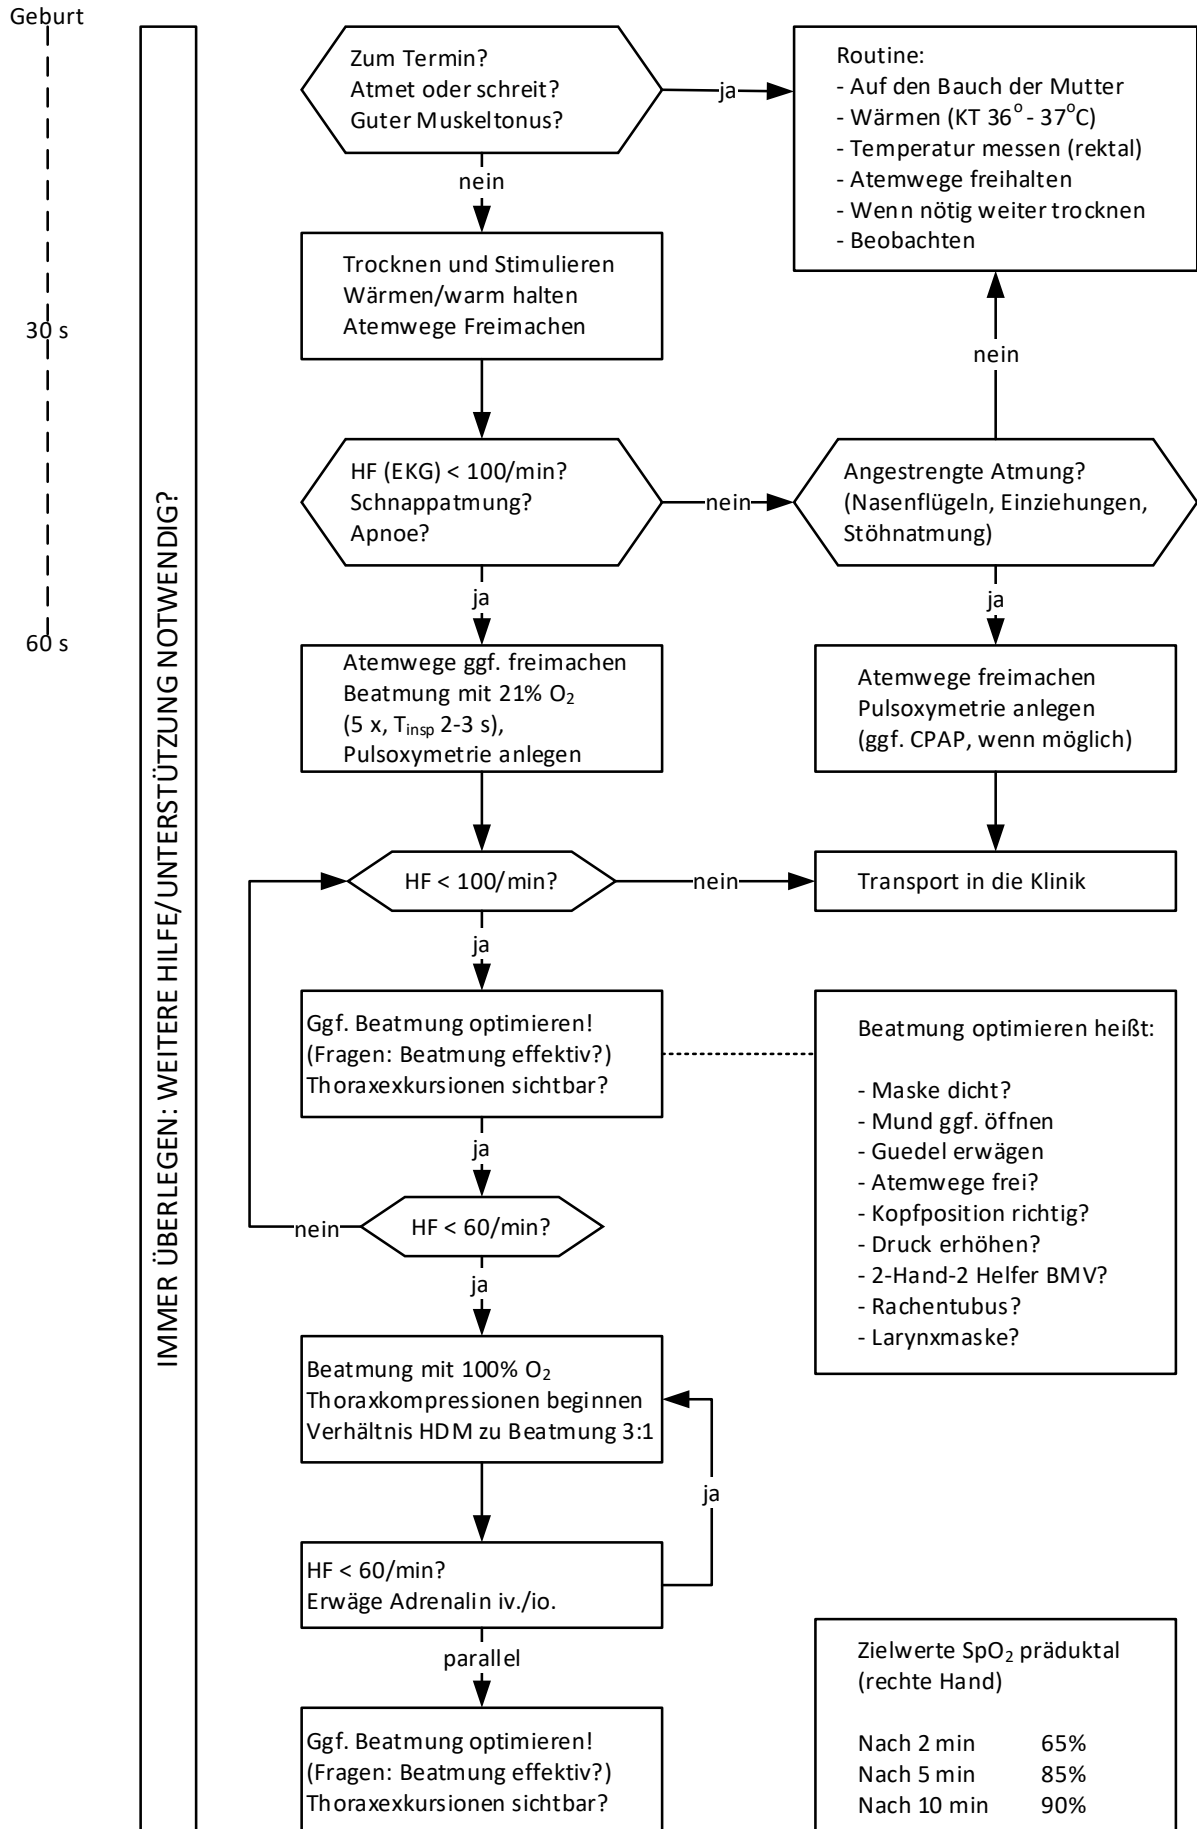 Geburt
30 s
60 s
IMMER ÜBERLEGEN: WEITERE HILFE/UNTERSTÜTZUNG NOTWENDIG?
Zum Termin?
Atmet oder schreit?
Guter Muskeltonus?
ja
Routine:
- Auf den Bauch der Mutter
- Wärmen (KT 36° - 37°C)
- Temperatur messen (rektal)
- Atemwege freihalten
- Wenn nötig weiter trocknen
- Beobachten
nein
Trocknen und Stimulieren
Wärmen/warm halten
Atemwege Freimachen
nein
HF (EKG) < 100/min?
Schnappatmung?
Apnoe?
nein
Angestrengte Atmung?
(Nasenflügeln, Einziehungen,
Stöhnatmung)
ja
ja
Atemwege ggf. freimachen
Beatmung mit 21% O₂
(5 x, Tinsp 2-3 s),
Pulsoxymetrie anlegen
Atemwege freimachen
Pulsoxymetrie anlegen
(ggf. CPAP, wenn möglich)
HF < 100/min?
nein
Transport in die Klinik
ja
Ggf. Beatmung optimieren!
(Fragen: Beatmung effektiv?)
Thoraxexkursionen sichtbar?
Beatmung optimieren heißt:
- Maske dicht?
- Mund ggf. öffnen
- Guedel erwägen
- Atemwege frei?
- Kopfposition richtig?
- Druck erhöhen?
- 2-Hand-2 Helfer BMV?
- Rachentubus?
- Larynxmaske?
ja
nein
HF < 60/min?
ja
Beatmung mit 100% O₂
Thoraxkompressionen beginnen
Verhältnis HDM zu Beatmung 3:1
ja
HF < 60/min?
Erwäge Adrenalin iv./io.
parallel
Ggf. Beatmung optimieren!
(Fragen: Beatmung effektiv?)
Thoraxexkursionen sichtbar?
Zielwerte SpO₂ präduktal
(rechte Hand)
Nach 2 min 65%
Nach 5 min 85%
Nach 10 min 90%